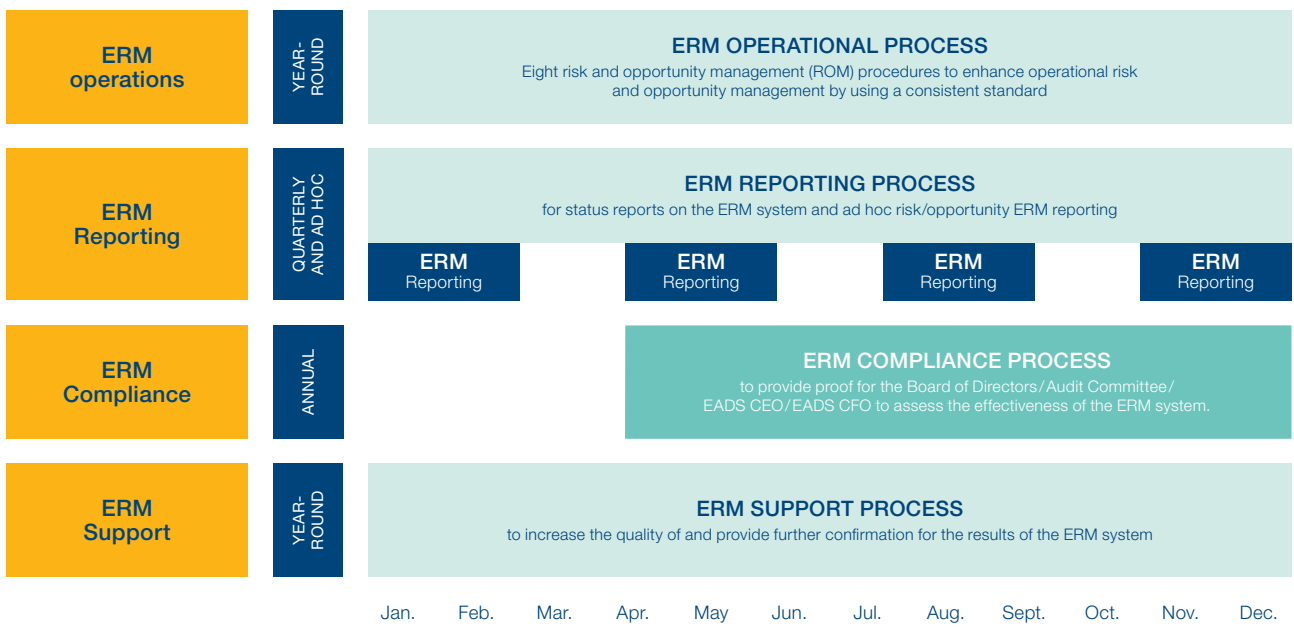 ERM
operations
YEAR-
ROUND
ERM OPERATIONAL PROCESS
Eight risk and opportunity management (ROM) procedures to enhance operational risk
and opportunity management by using a consistent standard
ERM
Reporting
QUARTERLY
AND AD HOC
ERM REPORTING PROCESS
for status reports on the ERM system and ad hoc risk/opportunity ERM reporting
ERM
Reporting
ERM
Reporting
ERM
Reporting
ERM
Reporting
ERM
Compliance
ANNUAL
ERM COMPLIANCE PROCESS
to provide proof for the Board of Directors/Audit Committee/
EADS CEO/EADS CFO to assess the effectiveness of the ERM system.
ERM
Support
YEAR-
ROUND
ERM SUPPORT PROCESS
to increase the quality of and provide further confirmation for the results of the ERM system
Jan. Feb. Mar. Apr. May Jun. Jul. Aug. Sept. Oct. Nov. Dec.